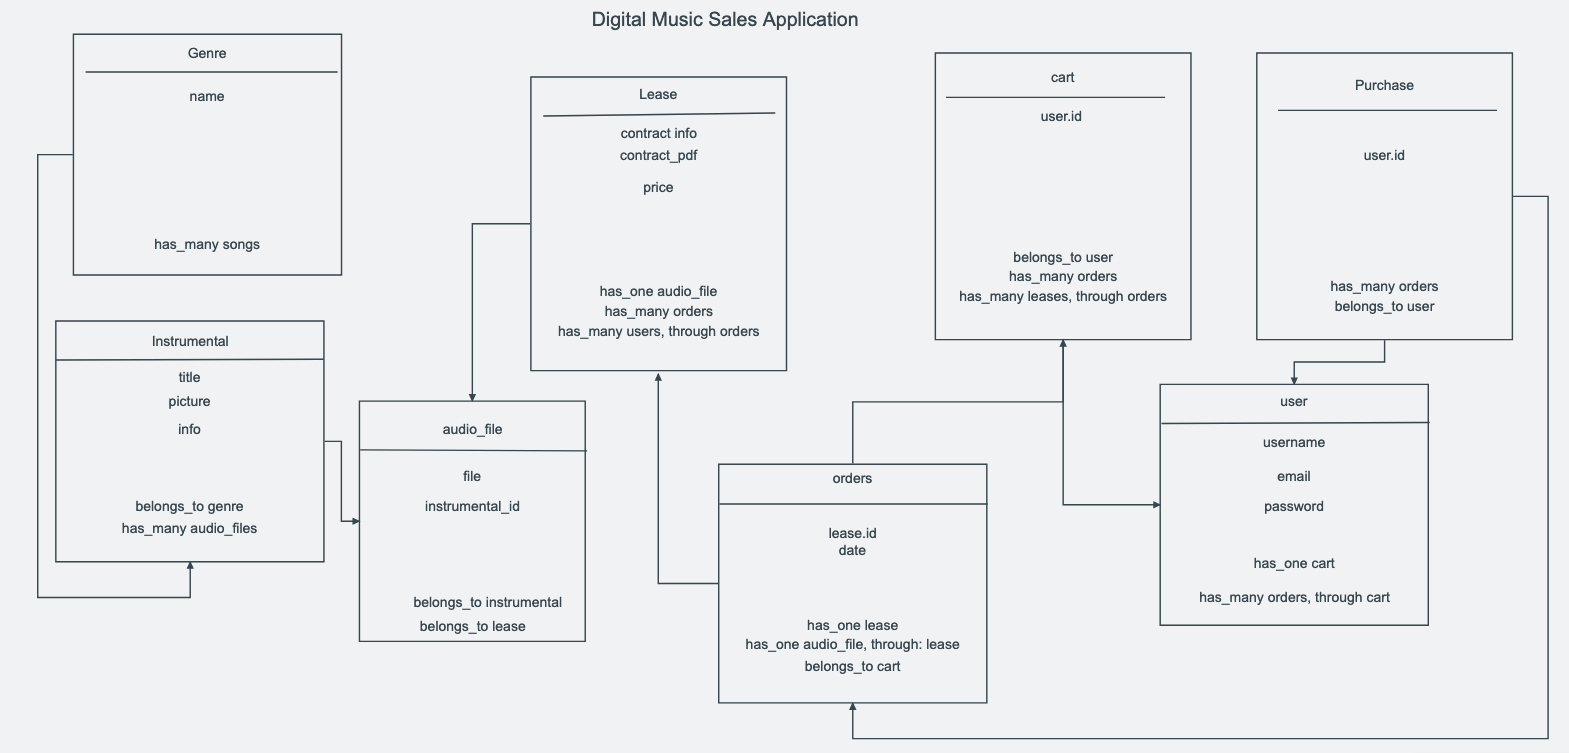 Digital Music Sales Application
Genre
name
has_many songs
Lease
contract info
contract_pdf
price
has_one audio_file
has_many orders
has_many users, through orders
cart
user.id
belongs_to user
has_many orders
has_many leases, through orders
Purchase
user.id
has_many orders
belongs_to user
Instrumental
title
picture
info
belongs_to genre
has_many audio_files
audio_file
file
instrumental_id
belongs_to instrumental
belongs_to lease
orders
lease.id
date
has_one lease
has_one audio_file, through: lease
belongs_to cart
user
username
email
password
has_one cart
has_many orders, through cart